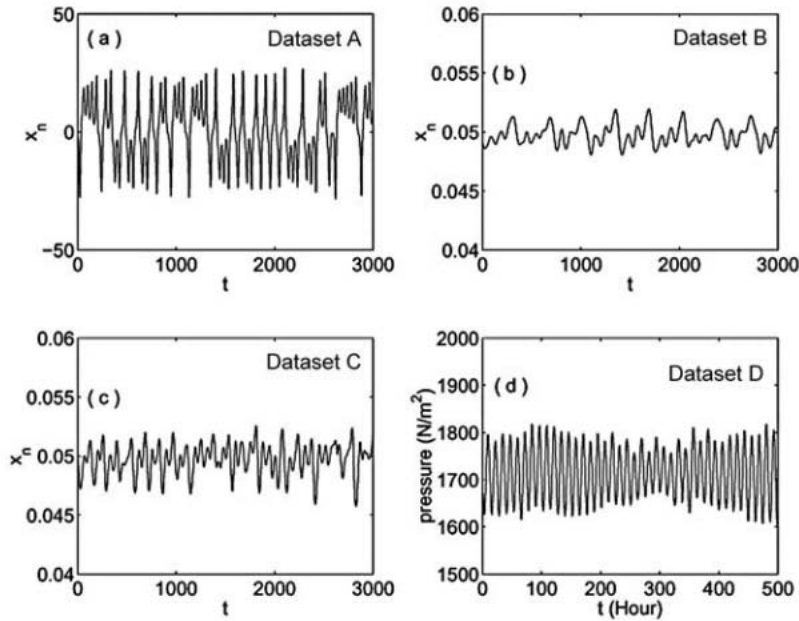 50
( a )
Dataset A
x_n
0
−50
0
1000
2000
3000
t
0.06
Dataset B
0.055
( b )
x_n
0.05
0.045
0.04
0
1000
2000
3000
t
0.06
Dataset C
0.055
( c )
x_n
0.05
0.045
0.04
0
1000
2000
3000
t
2000
Dataset D
1900
( d )
pressure (N/m²)
1800
1700
1600
1500
0
100
200
300
400
500
t (Hour)